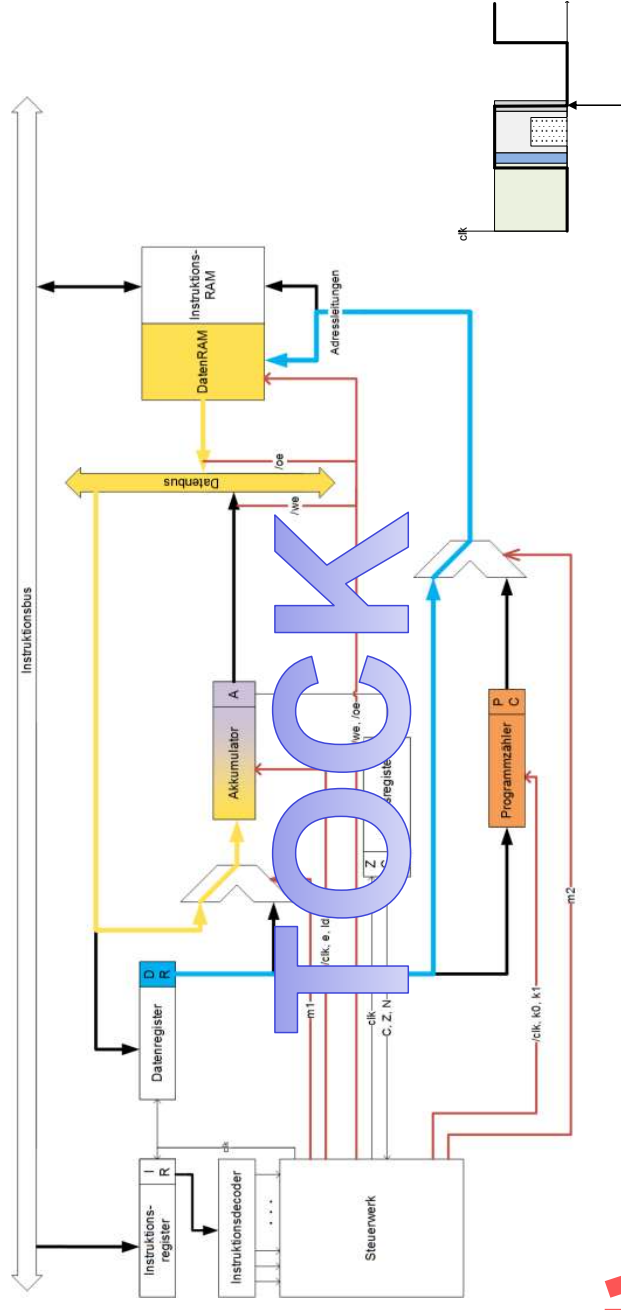 Instruktionsbus
Instruktions-
register
I
R
Datenregister
D
R
Instruktionsdecoder
. . .
Steuerwerk
clk
m1
/clk, e, ld
/we, /oe
clk
C, Z, N
/clk, k0, k1
m2
Akkumulator
A
Z
Programmzähler
P
C
Datenbus
/we
/oe
DatenRAM
Instruktions-
RAM
Adressleitungen
TOCK
clk